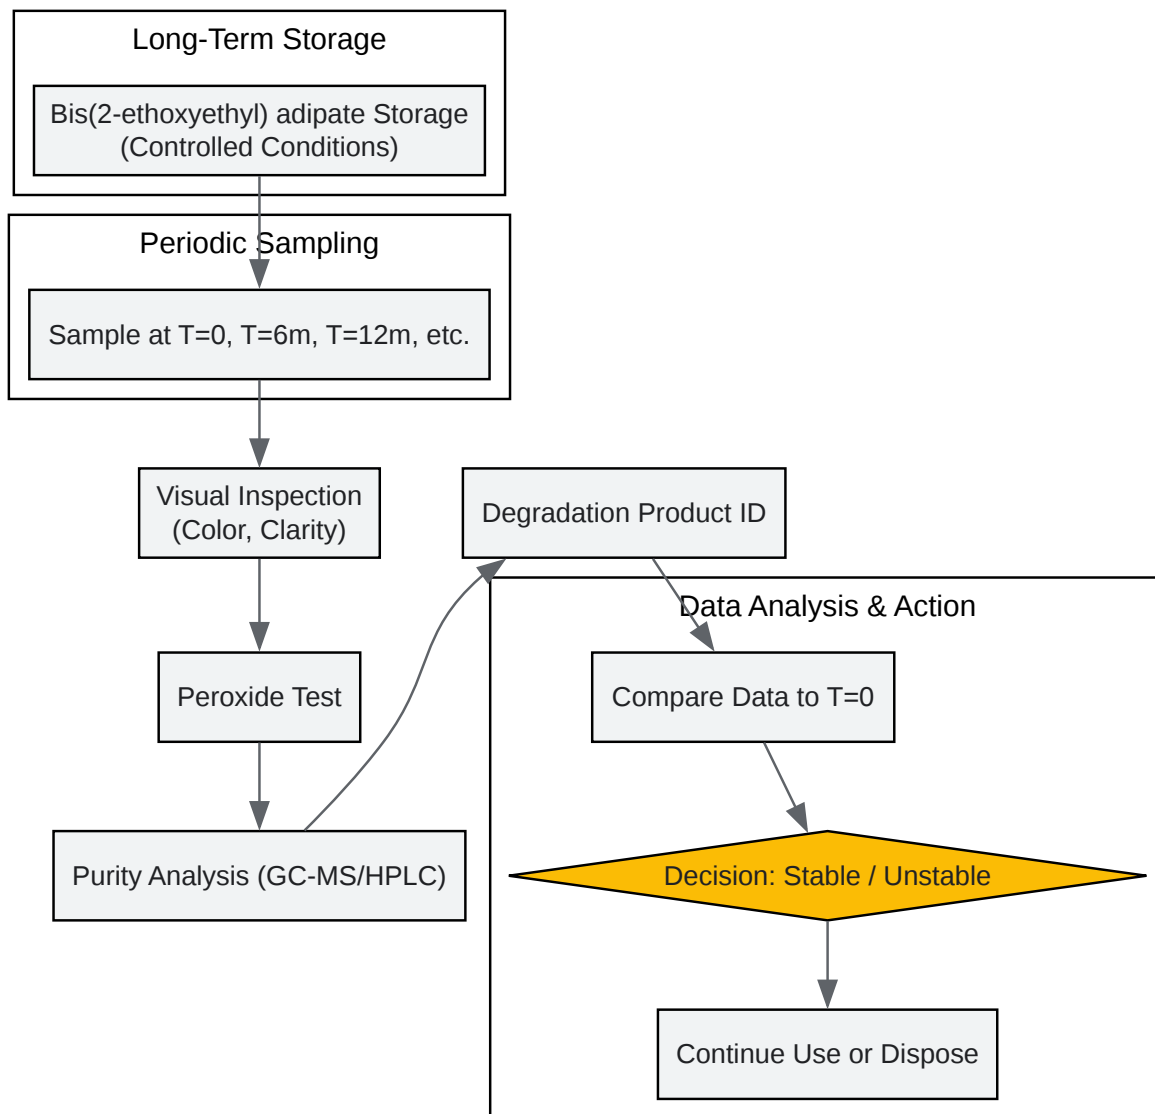 Long-Term Storage
Bis(2-ethoxyethyl) adipate Storage
(Controlled Conditions)
Periodic Sampling
Sample at T=0, T=6m, T=12m, etc.
Visual Inspection
(Color, Clarity)
Peroxide Test
Purity Analysis (GC-MS/HPLC)
Degradation Product ID
Data Analysis & Action
Compare Data to T=0
Decision: Stable / Unstable
Continue Use or Dispose